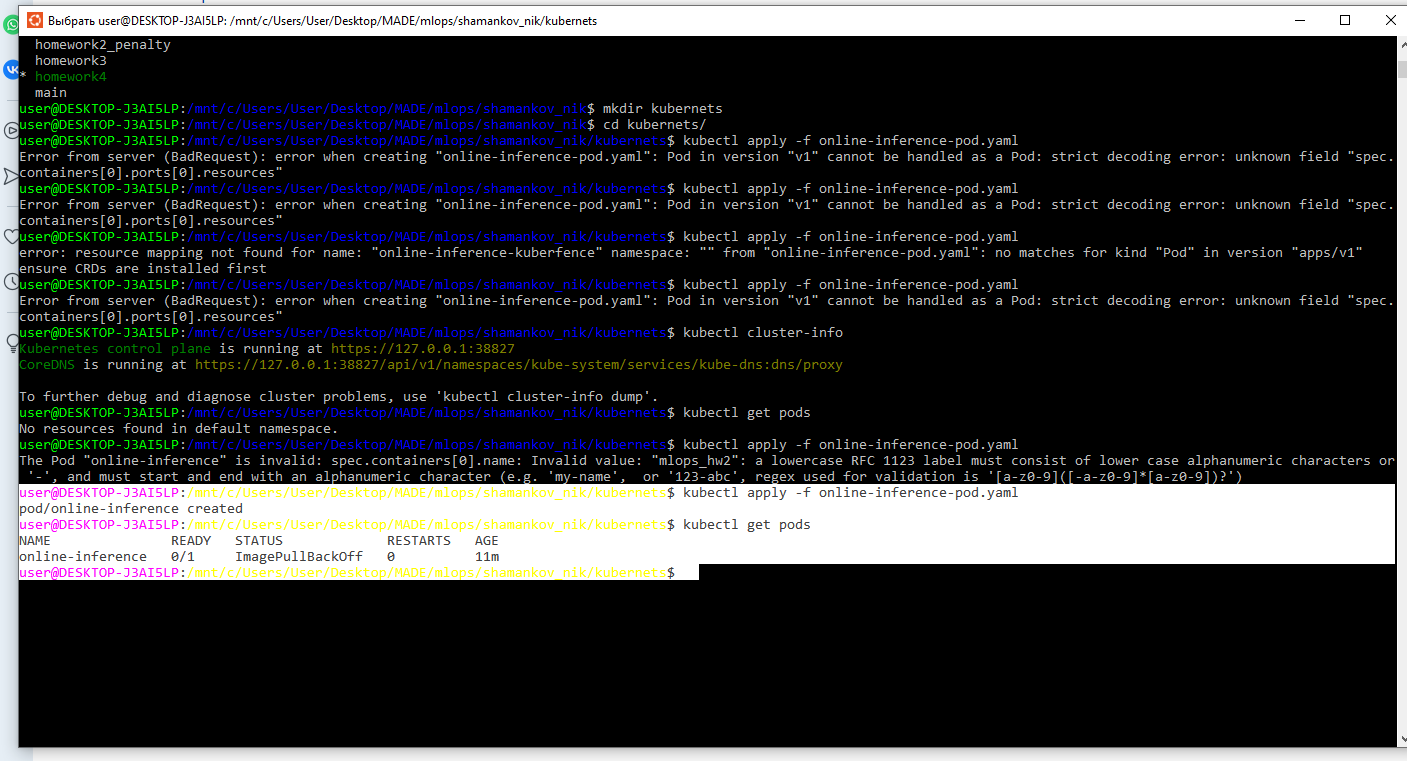 Выбрать user@DESKTOP-J3AI5LP: /mnt/c/Users/User/Desktop/MADE/mlops/shamankov_nik/kubernets
homework2_penalty
homework3
* homework4
main
user@DESKTOP-J3AI5LP:/mnt/c/Users/User/Desktop/MADE/mlops/shamankov_nik$ mkdir kubernets
user@DESKTOP-J3AI5LP:/mnt/c/Users/User/Desktop/MADE/mlops/shamankov_nik$ cd kubernets/
user@DESKTOP-J3AI5LP:/mnt/c/Users/User/Desktop/MADE/mlops/shamankov_nik/kubernets$ kubectl apply -f online-inference-pod.yaml
Error from server (BadRequest): error when creating "online-inference-pod.yaml": Pod in version "v1" cannot be handled as a Pod: strict decoding error: unknown field "spec.
containers[0].ports[0].resources"
user@DESKTOP-J3AI5LP:/mnt/c/Users/User/Desktop/MADE/mlops/shamankov_nik/kubernets$ kubectl apply -f online-inference-pod.yaml
Error from server (BadRequest): error when creating "online-inference-pod.yaml": Pod in version "v1" cannot be handled as a Pod: strict decoding error: unknown field "spec.
containers[0].ports[0].resources"
user@DESKTOP-J3AI5LP:/mnt/c/Users/User/Desktop/MADE/mlops/shamankov_nik/kubernets$ kubectl apply -f online-inference-pod.yaml
error: resource mapping not found for name: "online-inference-kuberfence" namespace: "" from "online-inference-pod.yaml": no matches for kind "Pod" in version "apps/v1"
ensure CRDs are installed first
user@DESKTOP-J3AI5LP:/mnt/c/Users/User/Desktop/MADE/mlops/shamankov_nik/kubernets$ kubectl apply -f online-inference-pod.yaml
Error from server (BadRequest): error when creating "online-inference-pod.yaml": Pod in version "v1" cannot be handled as a Pod: strict decoding error: unknown field "spec.
containers[0].ports[0].resources"
user@DESKTOP-J3AI5LP:/mnt/c/Users/User/Desktop/MADE/mlops/shamankov_nik/kubernets$ kubectl cluster-info
Kubernetes control plane is running at https://127.0.0.1:38827
CoreDNS is running at https://127.0.0.1:38827/api/v1/namespaces/kube-system/services/kube-dns:dns/proxy
To further debug and diagnose cluster problems, use 'kubectl cluster-info dump'.
user@DESKTOP-J3AI5LP:/mnt/c/Users/User/Desktop/MADE/mlops/shamankov_nik/kubernets$ kubectl get pods
No resources found in default namespace.
user@DESKTOP-J3AI5LP:/mnt/c/Users/User/Desktop/MADE/mlops/shamankov_nik/kubernets$ kubectl apply -f online-inference-pod.yaml
The Pod "online-inference" is invalid: spec.containers[0].name: Invalid value: "mlops_hw2": a lowercase RFC 1123 label must consist of lower case alphanumeric characters or
'-', and must start and end with an alphanumeric character (e.g. 'my-name',  or '123-abc', regex used for validation is '[a-z0-9]([-a-z0-9]*[a-z0-9])?')
user@DESKTOP-J3AI5LP:/mnt/c/Users/User/Desktop/MADE/mlops/shamankov_nik/kubernets$ kubectl apply -f online-inference-pod.yaml
pod/online-inference created
user@DESKTOP-J3AI5LP:/mnt/c/Users/User/Desktop/MADE/mlops/shamankov_nik/kubernets$ kubectl get pods
NAME READY STATUS RESTARTS AGE
online-inference 0/1 ImagePullBackOff 0 11m
user@DESKTOP-J3AI5LP:/mnt/c/Users/User/Desktop/MADE/mlops/shamankov_nik/kubernets$